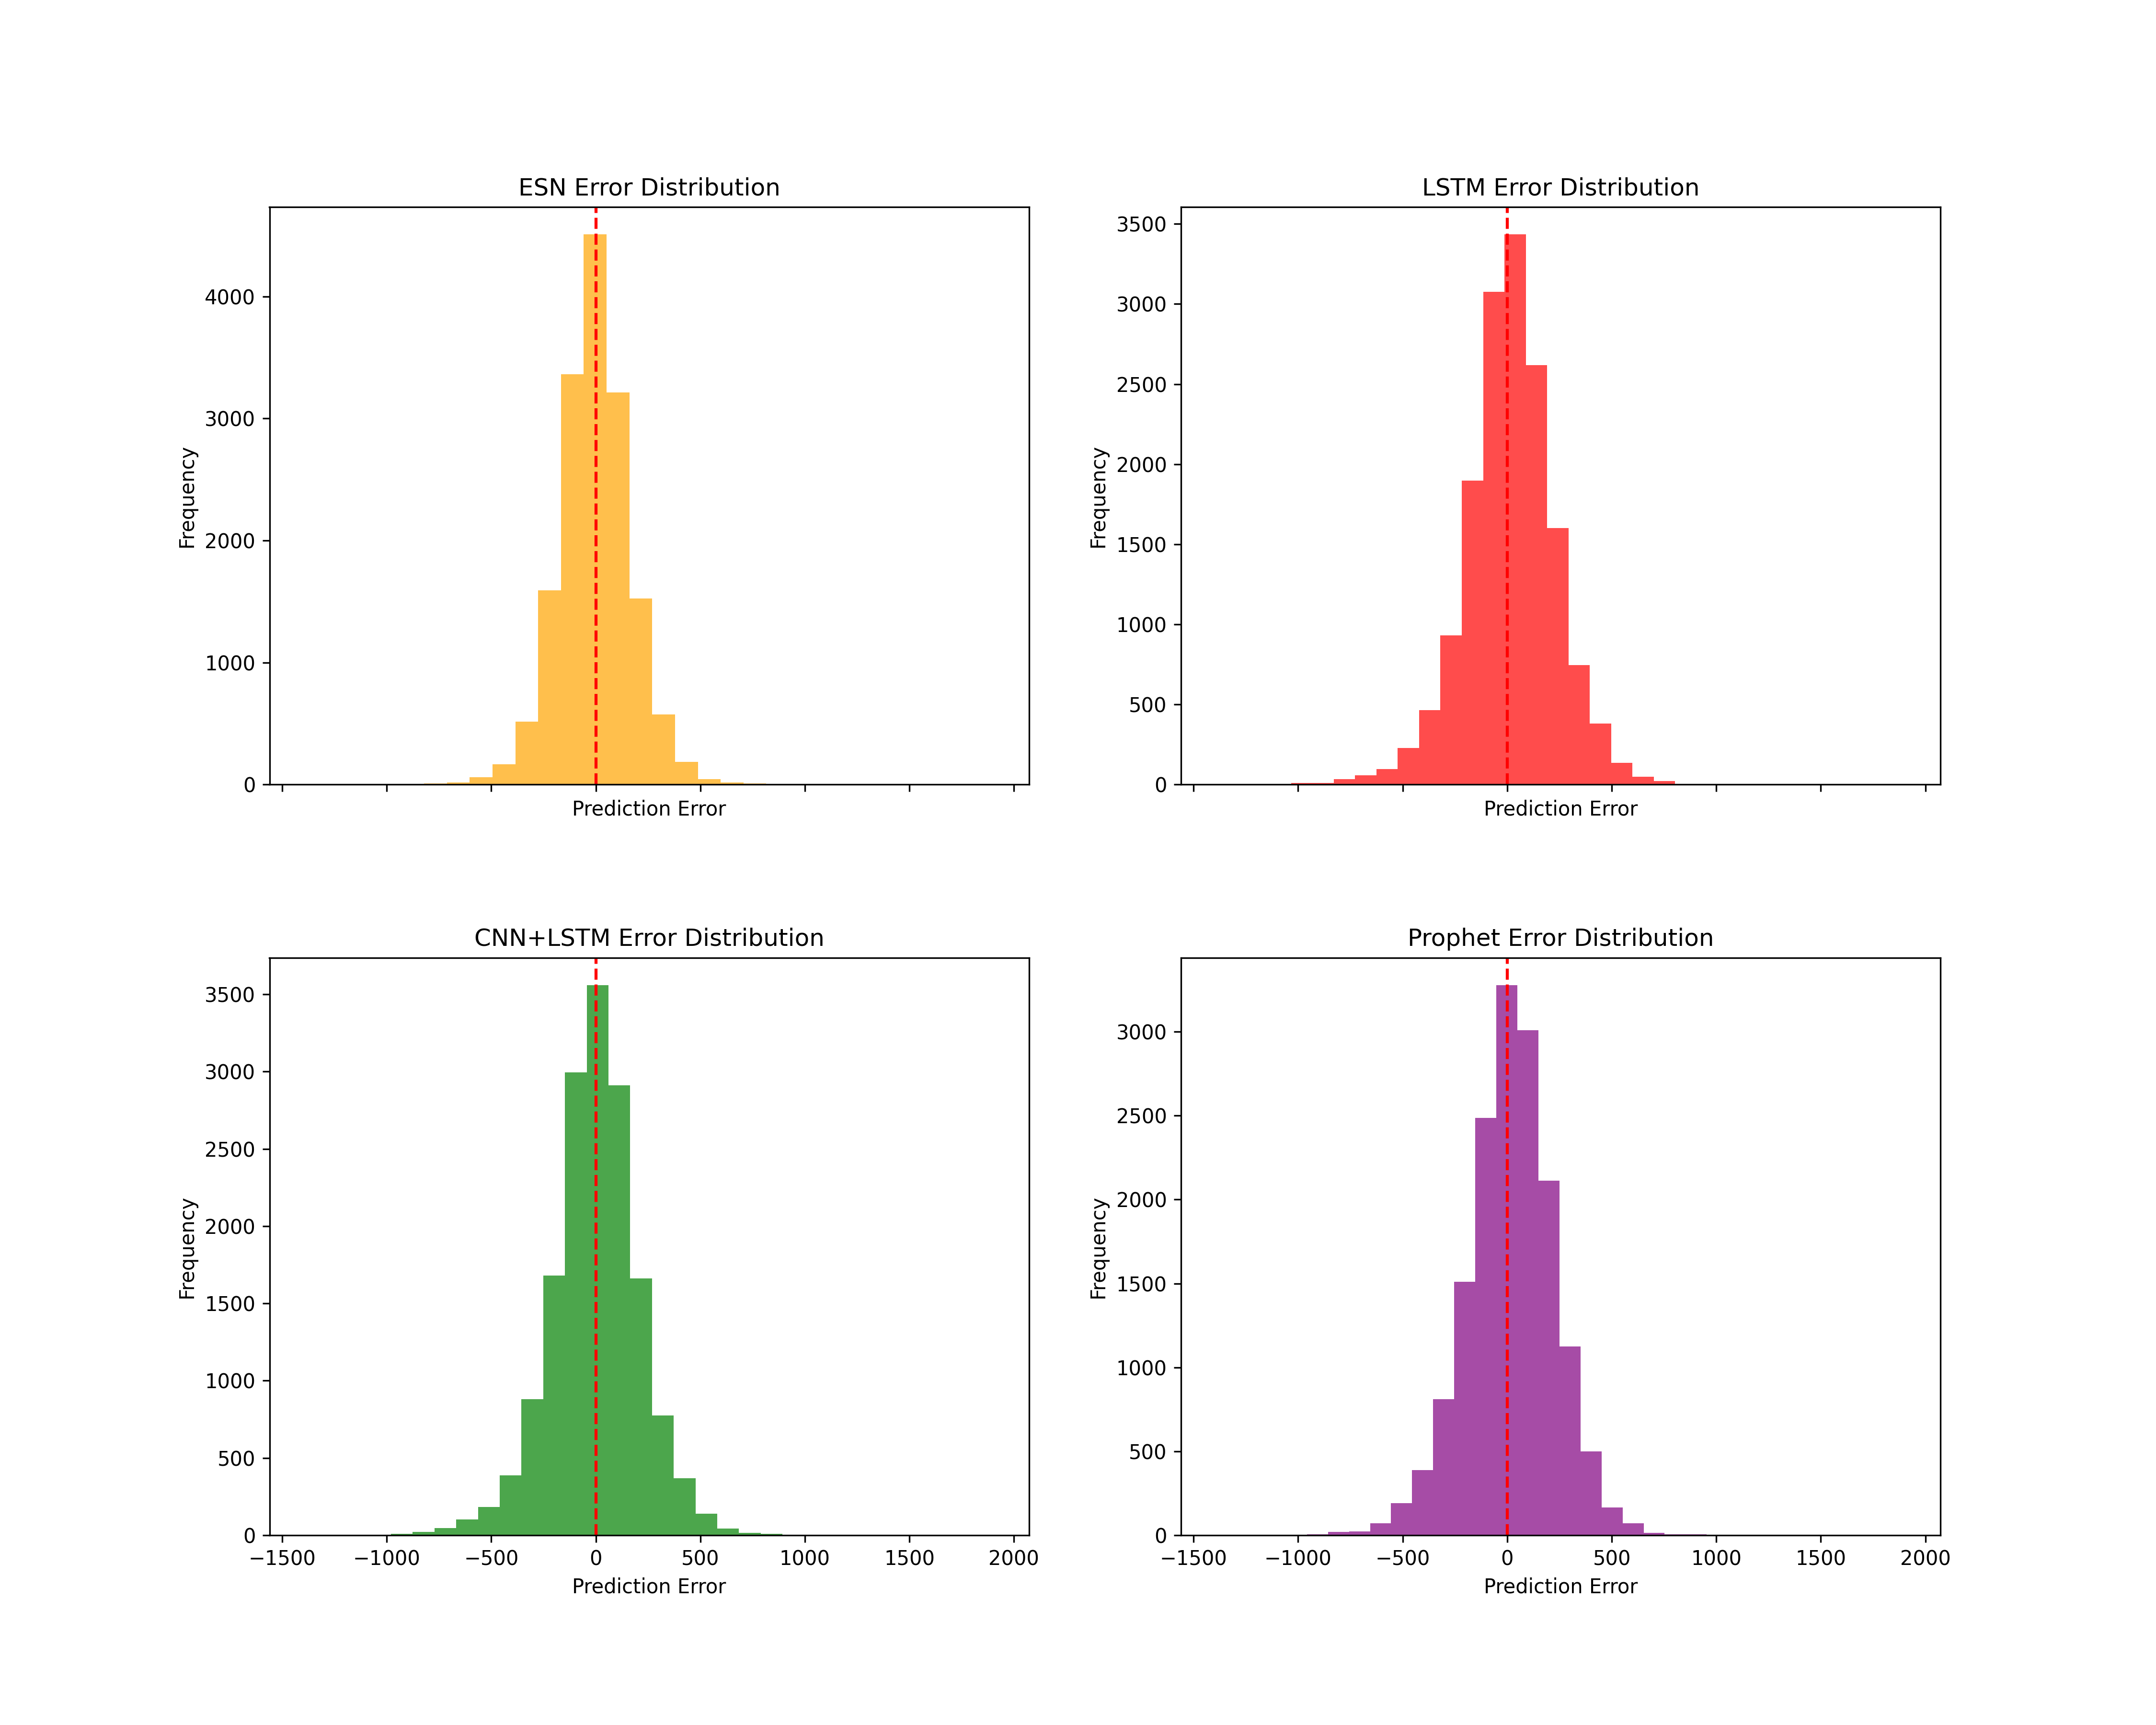 ESN Error Distribution
4000
3000
2000
1000
0
Frequency
Prediction Error
LSTM Error Distribution
3500
3000
2500
2000
1500
1000
500
0
Frequency
Prediction Error
CNN+LSTM Error Distribution
3500
3000
2500
2000
1500
1000
500
0
Frequency
−1500 −1000 −500 0 500 1000 1500 2000
Prediction Error
Prophet Error Distribution
3000
2500
2000
1500
1000
500
0
Frequency
−1500 −1000 −500 0 500 1000 1500 2000
Prediction Error